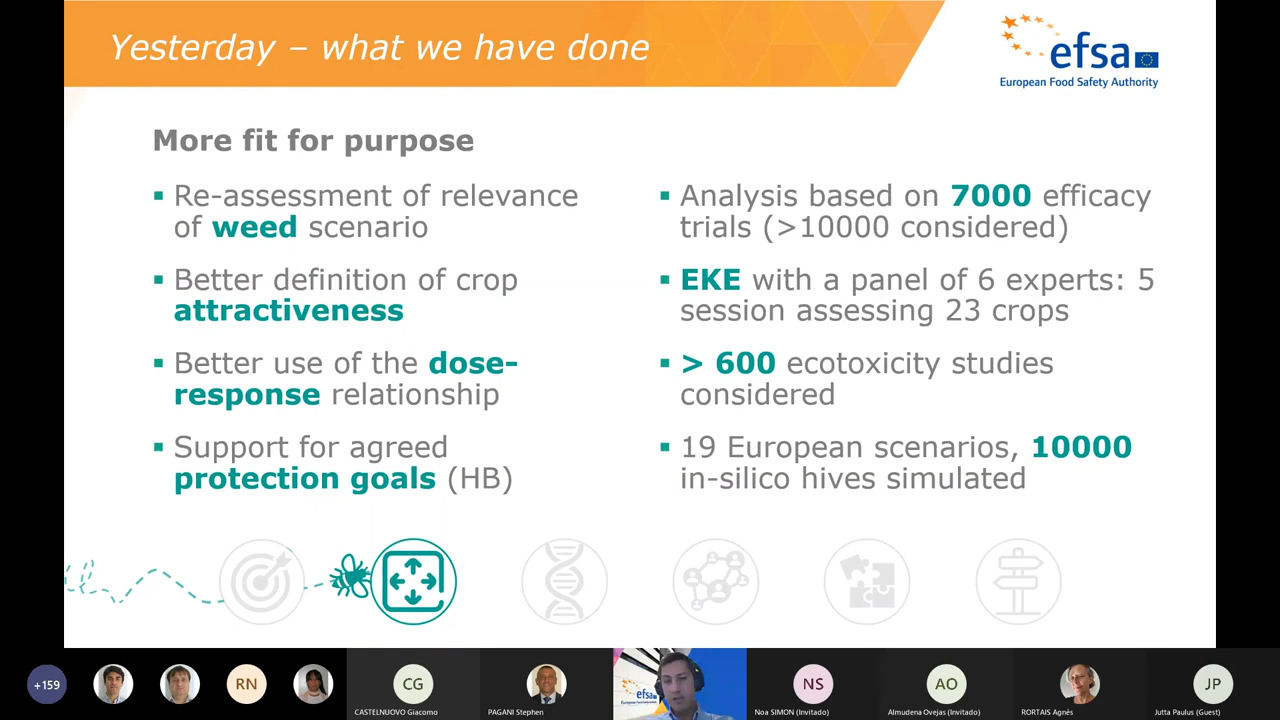 Yesterday – what we have done
efsa
European Food Safety Authority
More fit for purpose
▪ Re-assessment of relevance
of weed scenario
▪ Better definition of crop
attractiveness
▪ Better use of the dose-
response relationship
▪ Support for agreed
protection goals (HB)
▪ Analysis based on 7000 efficacy
trials (>10000 considered)
▪ EKE with a panel of 6 experts: 5
session assessing 23 crops
▪ > 600 ecotoxicity studies
considered
▪ 19 European scenarios, 10000
in-silico hives simulated
+159
RN
CG
CASTELNUOVO Giacomo
PAGANI Stephen
efsa
NS
Noa SIMON (Invitado)
AO
Almudena Ovejas (Invitado)
RORTAIS Agnès
JP
Jutta Paulus (Guest)